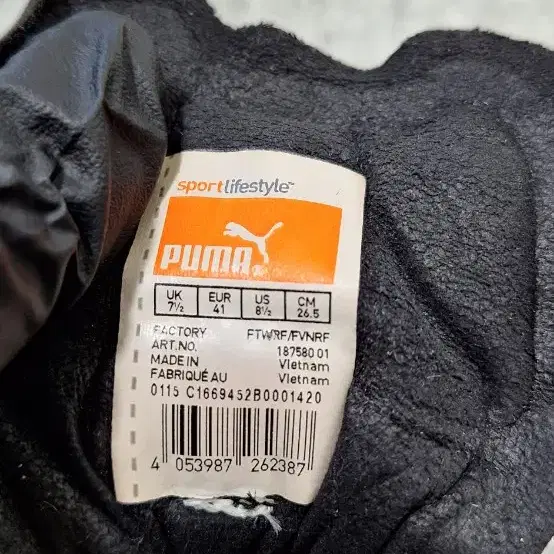 sportlifestyle™
PUMA
UK EUR US CM
7½ 41 8½ 26.5
FACTORY FTWRF/FVNRF
ART.NO. 187580 01
MADE IN Vietnam
FABRIQUÉ AU Vietnam
0115 C1669452B0001420
4 053987 262387